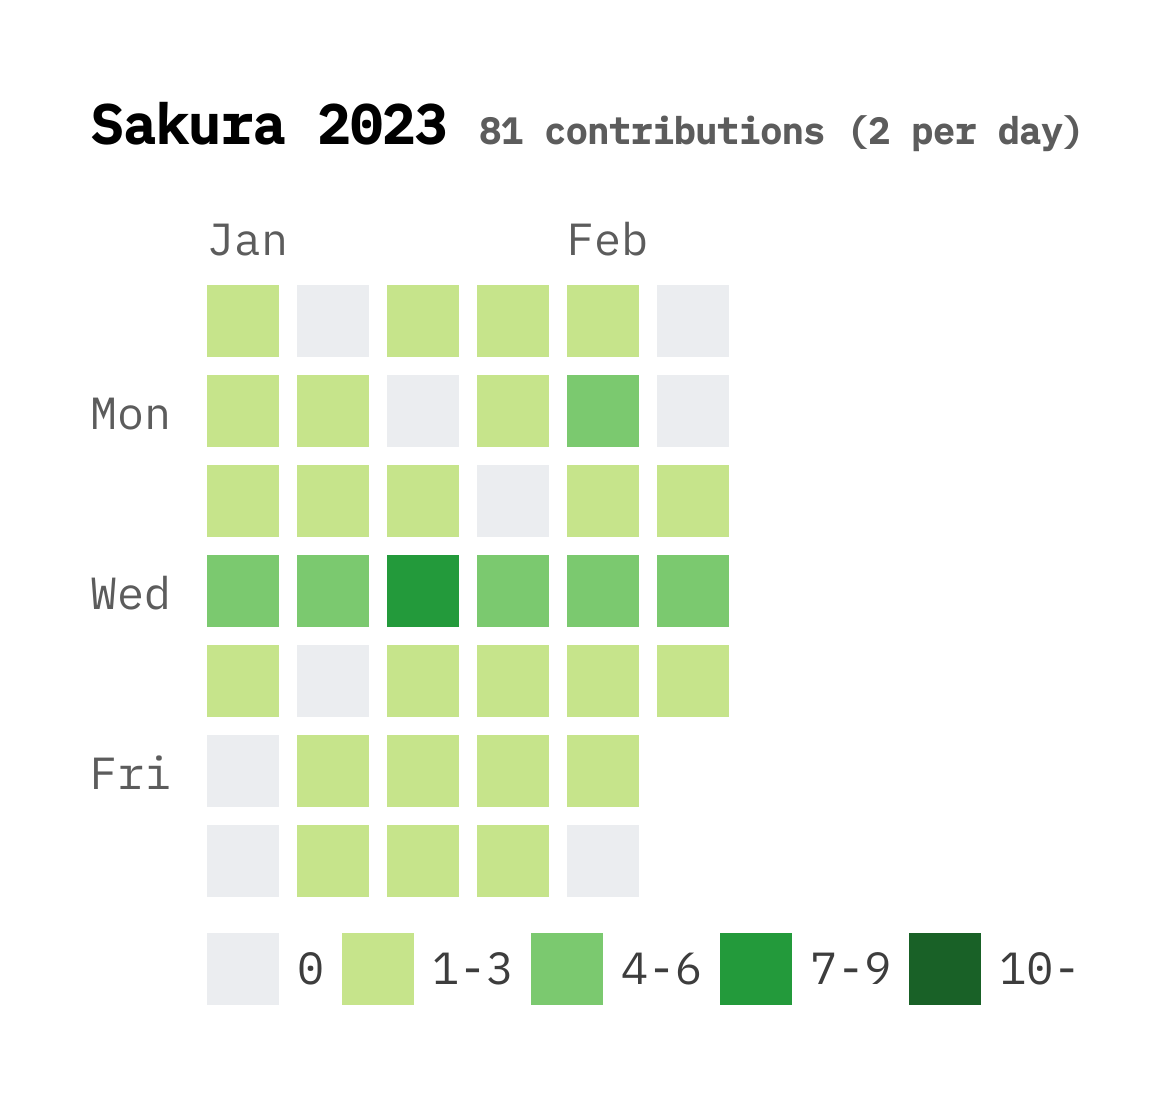 Sakura 2023 81 contributions (2 per day)
Jan Feb
Mon
Wed
Fri
0 1-3 4-6 7-9 10-